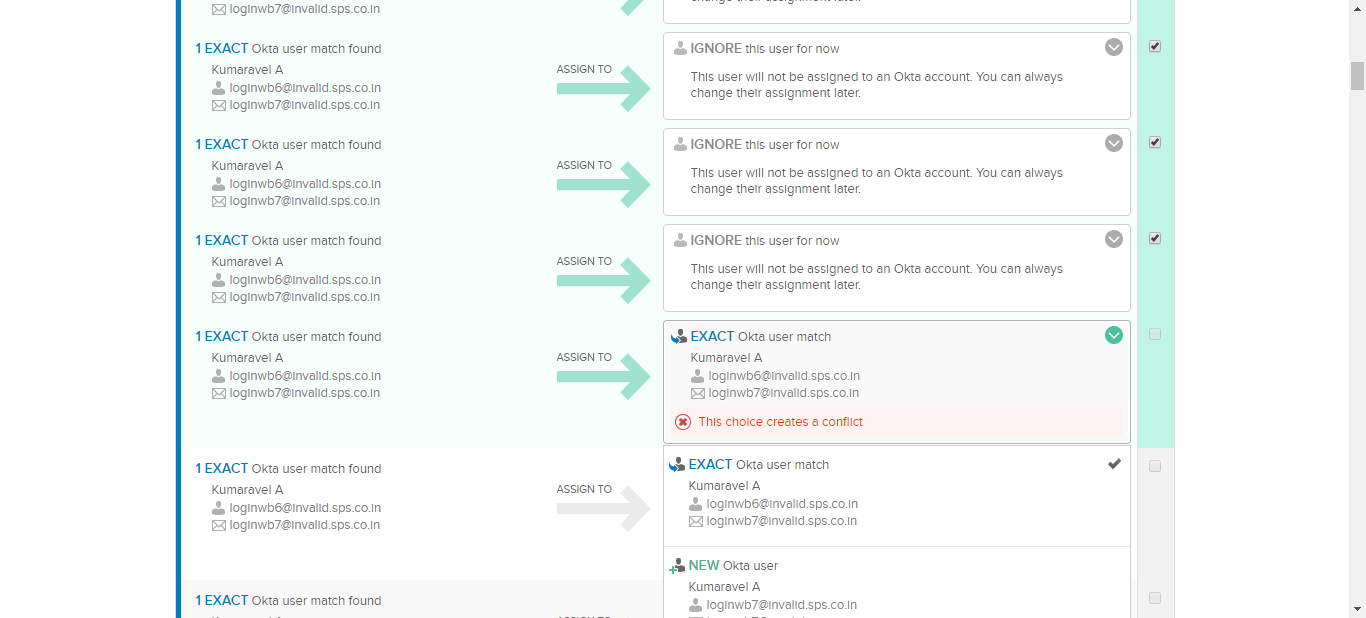 change their assignment later.
loginwb7@invalid.sps.co.in
1 EXACT Okta user match found
Kumaravel A
loginwb6@invalid.sps.co.in
loginwb7@invalid.sps.co.in
ASSIGN TO
IGNORE this user for now
This user will not be assigned to an Okta account. You can always
change their assignment later.
1 EXACT Okta user match found
Kumaravel A
loginwb6@invalid.sps.co.in
loginwb7@invalid.sps.co.in
ASSIGN TO
IGNORE this user for now
This user will not be assigned to an Okta account. You can always
change their assignment later.
1 EXACT Okta user match found
Kumaravel A
loginwb6@invalid.sps.co.in
loginwb7@invalid.sps.co.in
ASSIGN TO
IGNORE this user for now
This user will not be assigned to an Okta account. You can always
change their assignment later.
1 EXACT Okta user match found
Kumaravel A
loginwb6@invalid.sps.co.in
loginwb7@invalid.sps.co.in
ASSIGN TO
EXACT Okta user match
Kumaravel A
loginwb6@invalid.sps.co.in
loginwb7@invalid.sps.co.in
This choice creates a conflict
1 EXACT Okta user match found
Kumaravel A
loginwb6@invalid.sps.co.in
loginwb7@invalid.sps.co.in
ASSIGN TO
EXACT Okta user match
Kumaravel A
loginwb6@invalid.sps.co.in
loginwb7@invalid.sps.co.in
1 EXACT Okta user match found
NEW Okta user
Kumaravel A
loginwb7@invalid.sps.co.in